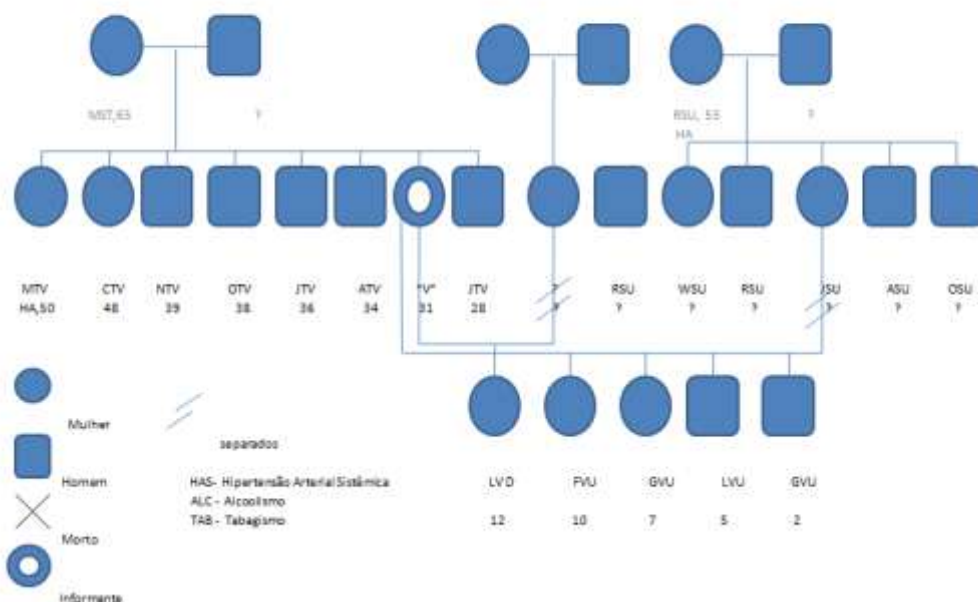 MST,65 ? RSU, 53 ?
HA
MTV CTV NTV OTV JTV ATV "V" JTV ? RSU WSU RSU JSU ASU OSU
HA,50 48 39 38 36 34 31 28 ? ? ? ? ? ? ?
Mulher
separados
Homem
HAS- Hipertensão Arterial Sistêmica
ALC - Alcoolismo
TAB - Tabagismo
LVD FVU GVU LVU GVU
12 10 7 5 2
Morto
Informante